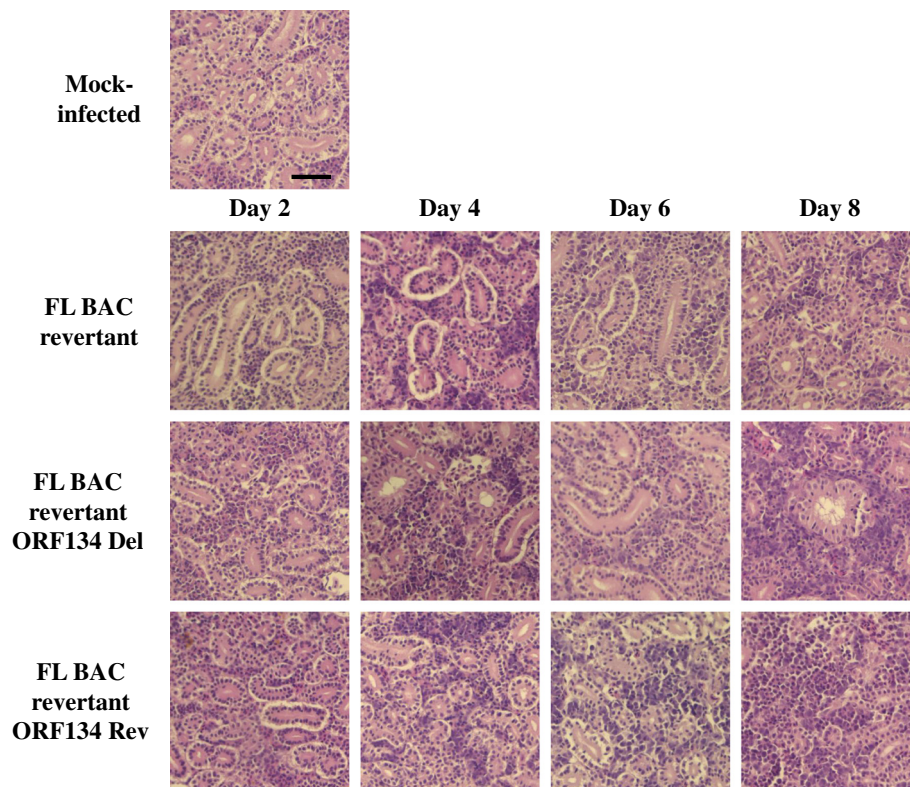 Mock-
infected
Day 2
Day 4
Day 6
Day 8
FL BAC
revertant
FL BAC
revertant
ORF134 Del
FL BAC
revertant
ORF134 Rev